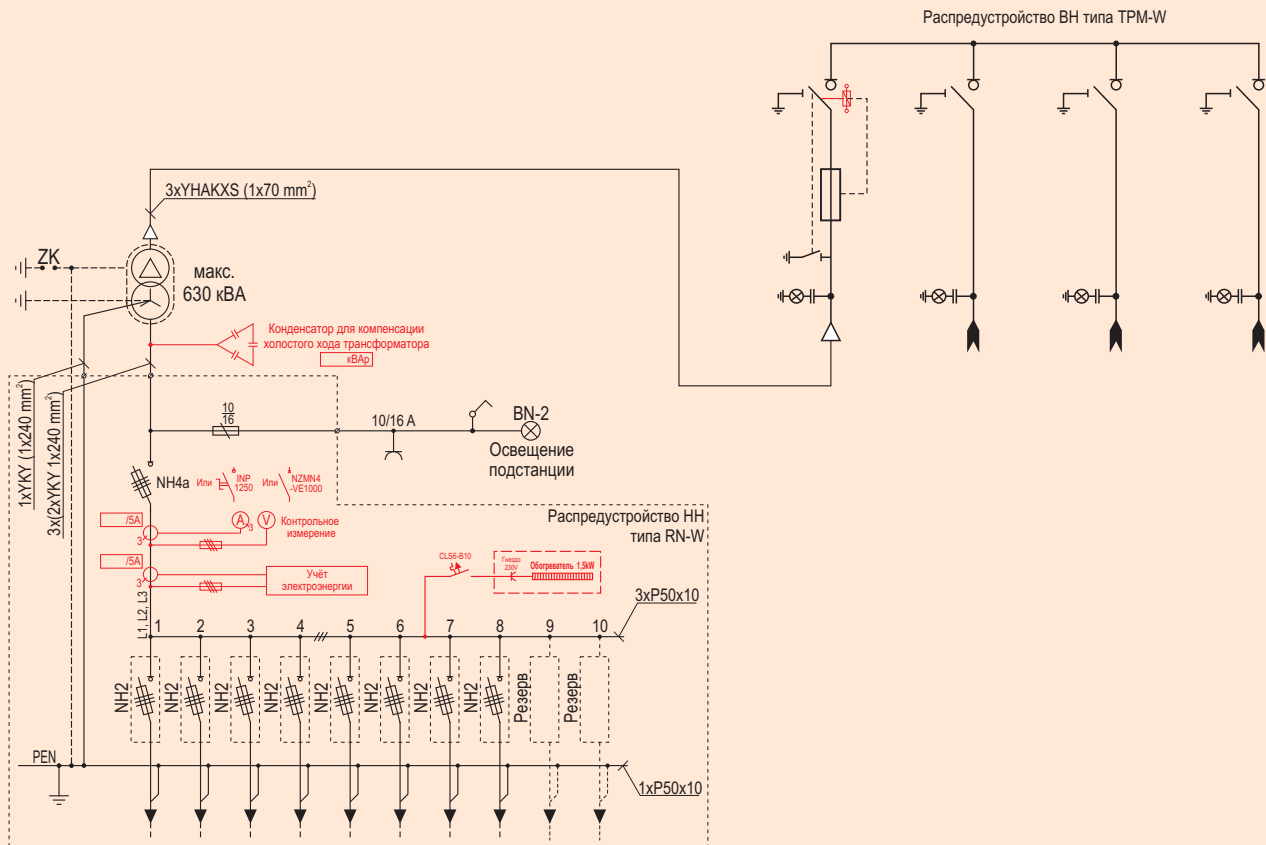 Распредустройство ВН типа TPM-W
3xYHAKXS (1x70 mm²)
ZK
макс.
630 кВА
Конденсатор для компенсации
холостого хода трансформатора
кВАр
1xYKY (1x240 mm²)
3x(2xYKY 1x240 mm²)
10
16
10/16 A
BN-2
Освещение
подстанции
NH4a
Или
INP
1250
Или
NZMN4
-VE1000
/5A
3
A
3
V
Контрольное
измерение
/5A
3
Учёт
электроэнергии
Распредустройство НН
типа RN-W
CLS6-B10
Гнездо
230V
Обогреватель 1,5kW
3xP50x10
L1, L2, L3
1
2
3
4
5
6
7
8
9
10
NH2
NH2
NH2
NH2
NH2
NH2
NH2
NH2
Резерв
Резерв
PEN
1xP50x10